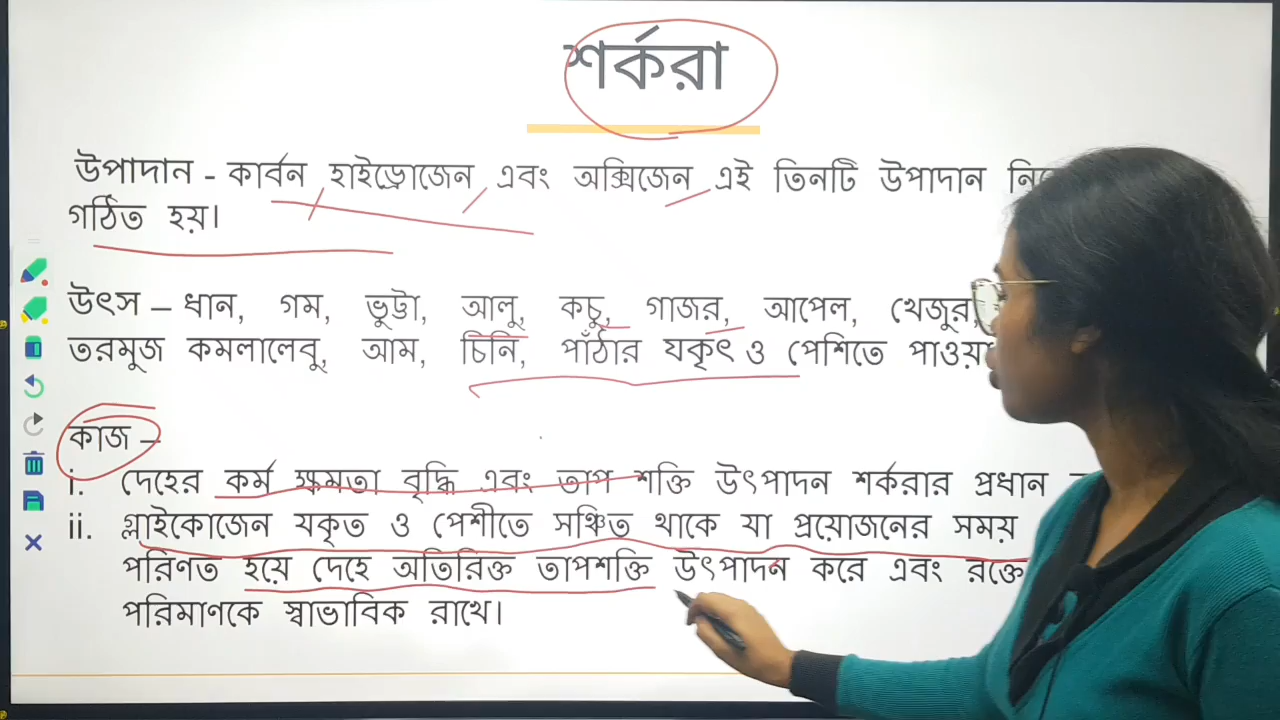 শর্করা
উপাদান - কার্বন হাইড্রোজেন এবং অক্সিজেন এই তিনটি উপাদান
গঠিত হয়।
উৎস – ধান, গম, ভুট্টা, আলু, কচু, গাজর, আপেল, খেজুর,
তরমুজ কমলালেবু, আম, চিনি, পাঁঠার যকৃৎ ও পেশিতে
কাজ –
i. দেহের কর্ম ক্ষমতা বৃদ্ধি এবং তাপ শক্তি উৎপাদন শর্করার প্রধান
ii. গ্লাইকোজেন যকৃত ও পেশীতে সঞ্চিত থাকে যা প্রয়োজনের সময়
পরিণত হয়ে দেহে অতিরিক্ত তাপশক্তি উৎপাদন করে এবং রক্তে
পরিমাণকে স্বাভাবিক রাখে।